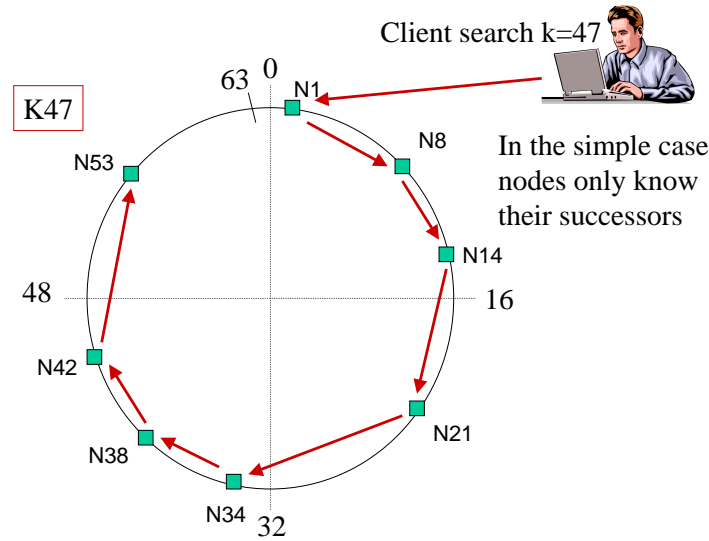 Client search k=47
0
63
N1
K47
N8
In the simple case
nodes only know
their successors
N53
N14
48
16
N42
N21
N38
N34
32